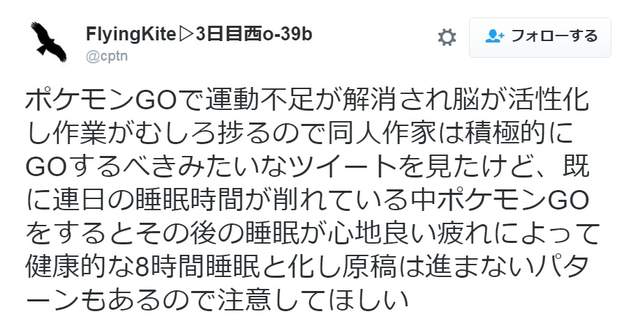 FlyingKite▷3日目西o-39b
@cptn
フォローする
ポケモンGOで運動不足が解消され脳が活性化
し作業がむしろ捗るので同人作家は積極的に
GOするべきみたいなツイートを見たけど、既
に連日の睡眠時間が削れている中ポケモンGO
をするとその後の睡眠が心地良い疲れによって
健康的な8時間睡眠と化し原稿は進まないパタ
ーンもあるので注意してほしい